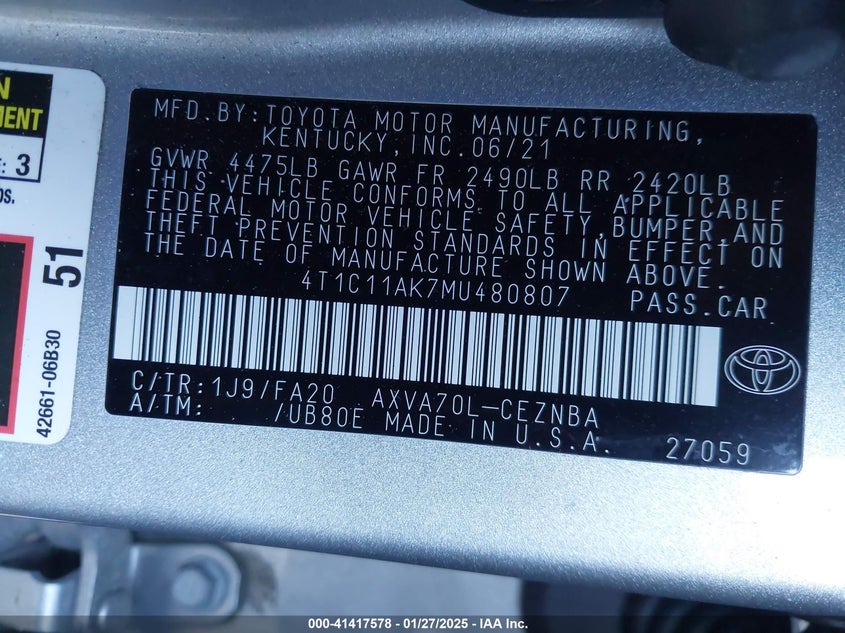 N
MENT
E: 3
OS.
51
42661-06B30
MFD.BY:TOYOTA MOTOR MANUFACTURING,
KENTUCKY,INC.06/21
GVWR 4475LB GAWR FR 2490LB RR 2420LB
THIS VEHICLE CONFORMS TO ALL APPLICABLE
FEDERAL MOTOR VEHICLE SAFETY,BUMPER,AND
THEFT PREVENTION STANDARDS IN EFFECT ON
THE DATE OF MANUFACTURE SHOWN ABOVE.
4T1C11AK7MU480807 PASS.CAR
C/TR:1J9/FA20 AXVA70L-CEZNBA
A/TM: /UB80E MADE IN U.S.A. 27059
000-41417578 - 01/27/2025 - IAA Inc.